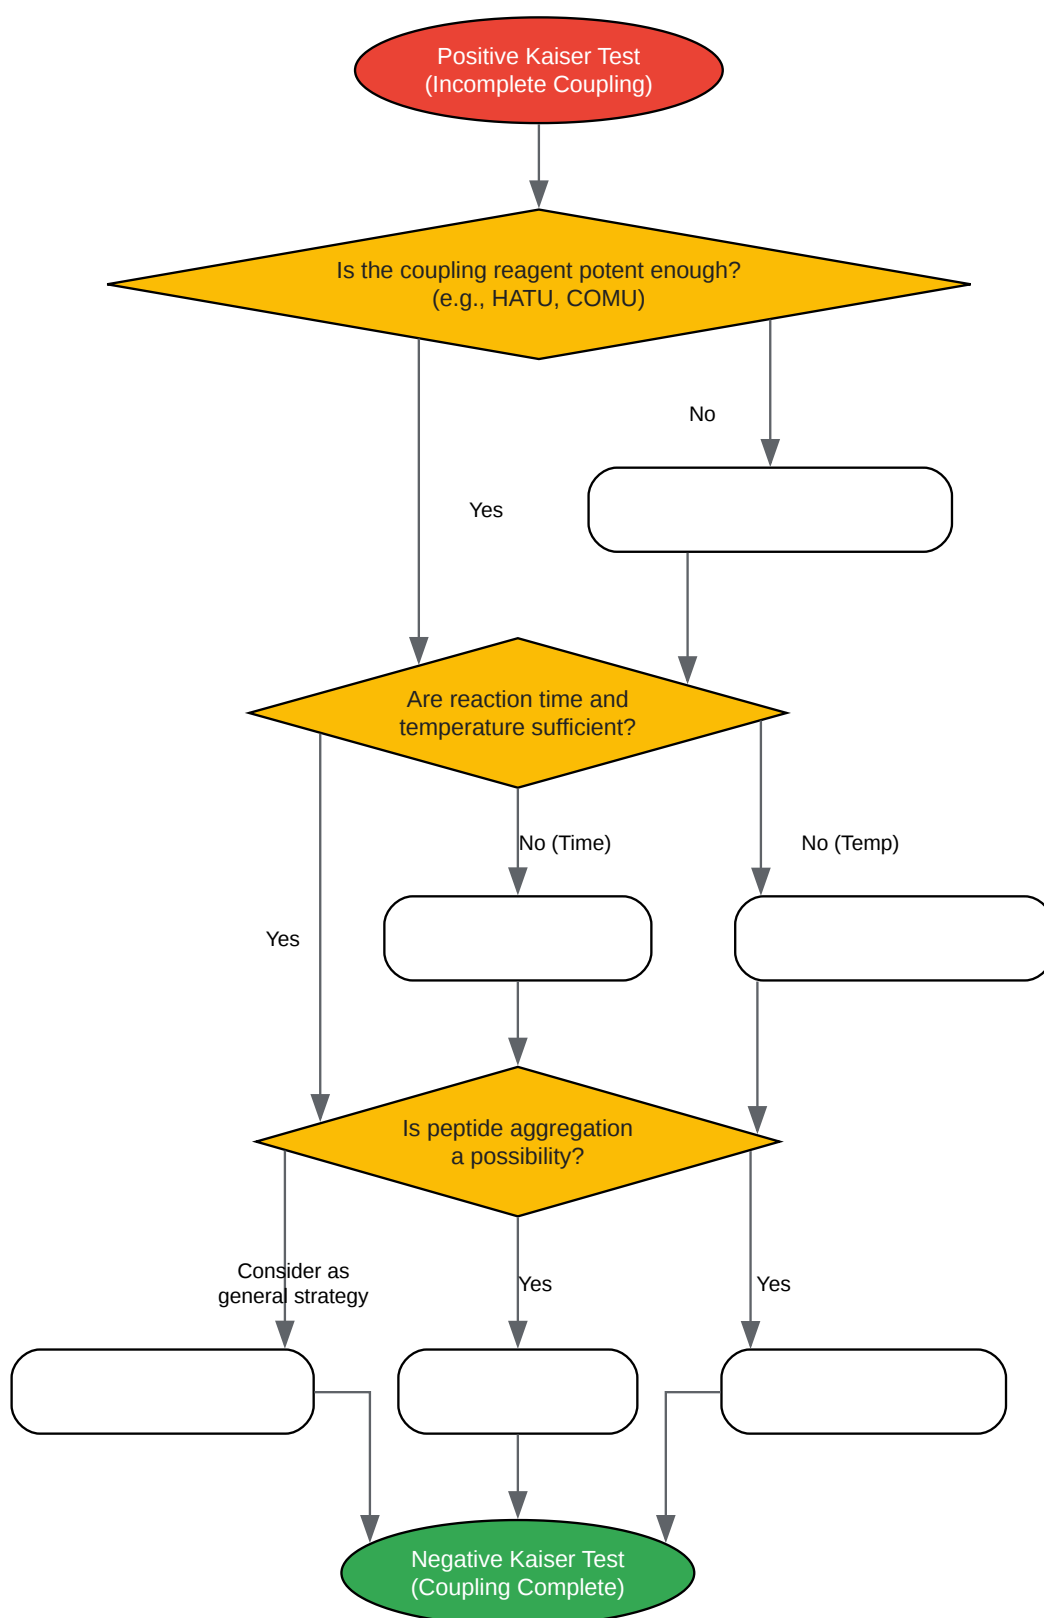 Positive Kaiser Test
(Incomplete Coupling)
Is the coupling reagent potent enough?
(e.g., HATU, COMU)
No
Yes
Are reaction time and
temperature sufficient?
No (Time)
No (Temp)
Yes
Is peptide aggregation
a possibility?
Consider as
general strategy
Yes
Yes
Negative Kaiser Test
(Coupling Complete)